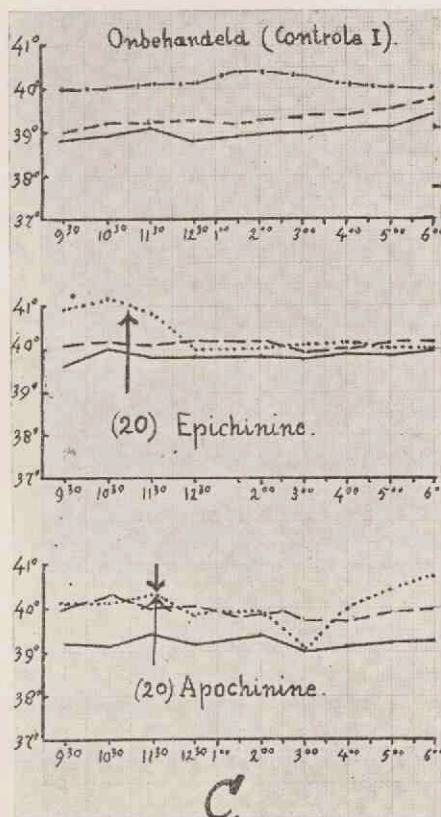 Onbehandeld (Controle I).
41°
40°
39°
38°
37°
9³⁰ 10³⁰ 11³⁰ 12³⁰ 1⁰⁰ 2⁰⁰ 3⁰⁰ 4⁰⁰ 5⁰⁰ 6⁰⁰
41°
40°
39°
38°
37°
(20) Epichinine.
9³⁰ 10³⁰ 11³⁰ 12³⁰ 2⁰⁰ 3⁰⁰ 4⁰⁰ 5⁰⁰ 6⁰⁰
41°
40°
39°
38°
37°
(20) Apochinine.
9³⁰ 10³⁰ 11³⁰ 12³⁰ 1⁰⁰ 2⁰⁰ 3⁰⁰ 4⁰⁰ 5⁰⁰ 6⁰⁰
C